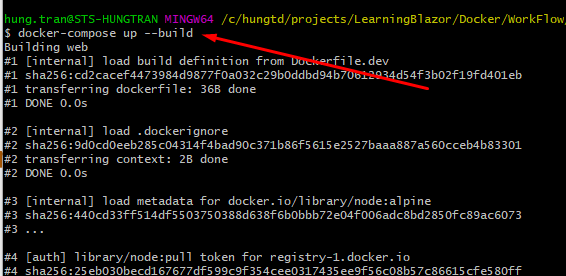 hung.tran@STS-HUNGTRAN MINGW64 /c/hungtd/projects/LearningBlazor/Docker/WorkFlow/
$ docker-compose up --build
Building web
#1 [internal] load build definition from Dockerfile.dev
#1 sha256:cd2cacef4473984d9877f0a032c29b0ddbd94b70612934d54f3b02f19fd401eb
#1 transferring dockerfile: 36B done
#1 DONE 0.0s
#2 [internal] load .dockerignore
#2 sha256:9d0cd0eeb285c04314f4bad90c371b86f5615e2527baaa887a560cceb4b83301
#2 transferring context: 2B done
#2 DONE 0.0s
#3 [internal] load metadata for docker.io/library/node:alpine
#3 sha256:440cd33ff514df5503750388d638f6b0bbb72e04f006adc8bd2850fc89ac6073
#3 ...
#4 [auth] library/node:pull token for registry-1.docker.io
#4 sha256:25eb030becd167677df599c9f354cee0317435ee9f56c08b57c86615cfe580ff